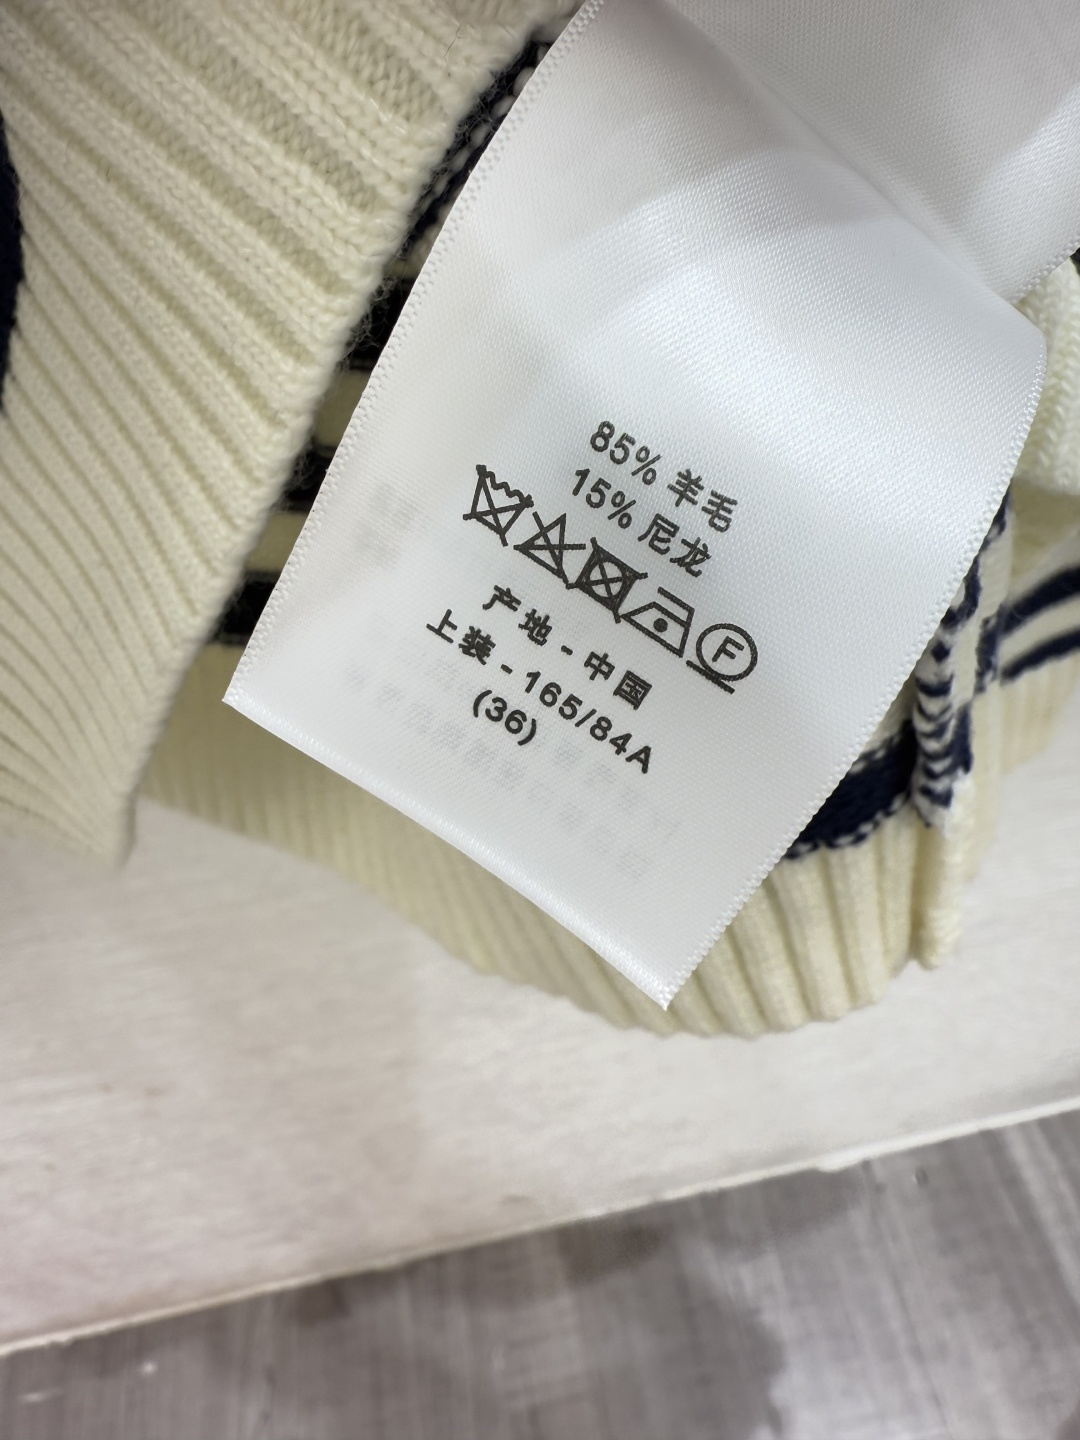 85% 羊毛
15% 尼龙
F
产地 - 中国
上装 - 165/84A
(36)